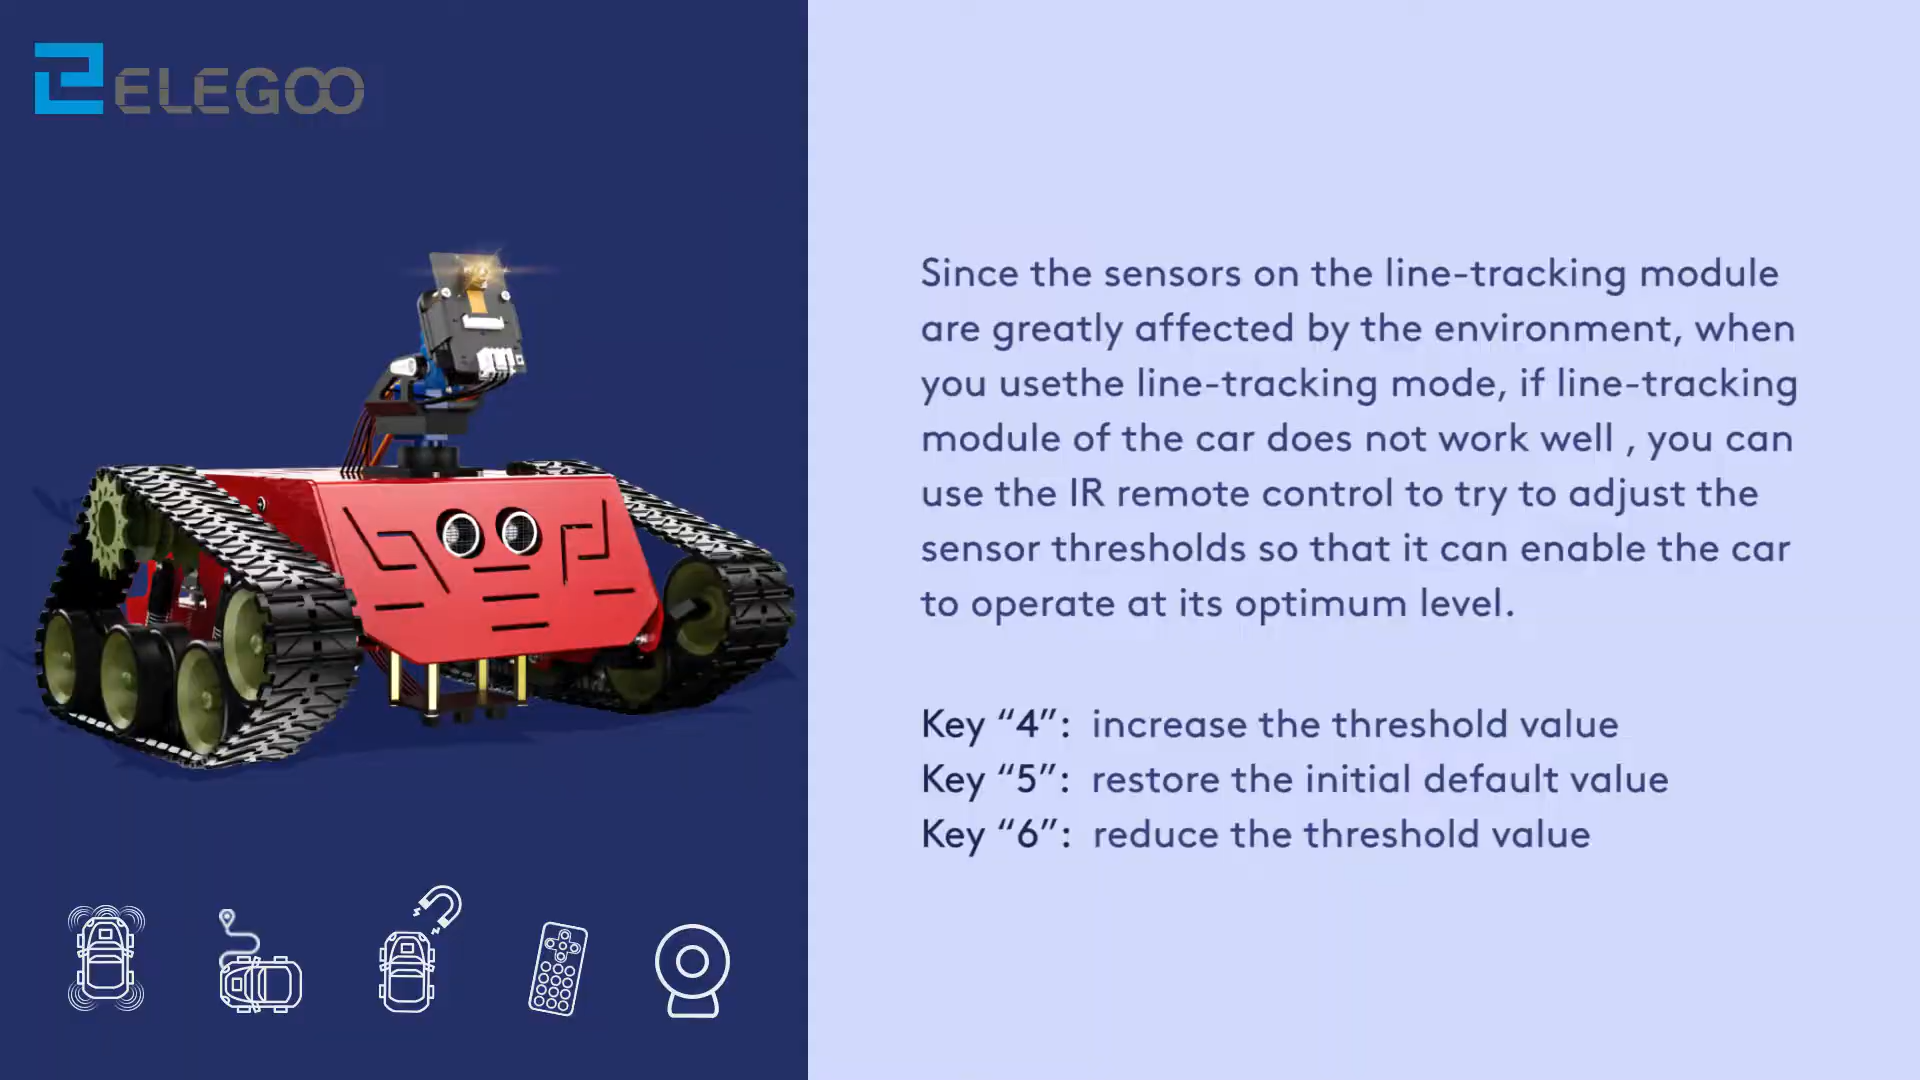 ELEGOO
Since the sensors on the line-tracking module
are greatly affected by the environment, when
you usethe line-tracking mode, if line-tracking
module of the car does not work well , you can
use the IR remote control to try to adjust the
sensor thresholds so that it can enable the car
to operate at its optimum level.
Key “4”: increase the threshold value
Key “5”: restore the initial default value
Key “6”: reduce the threshold value